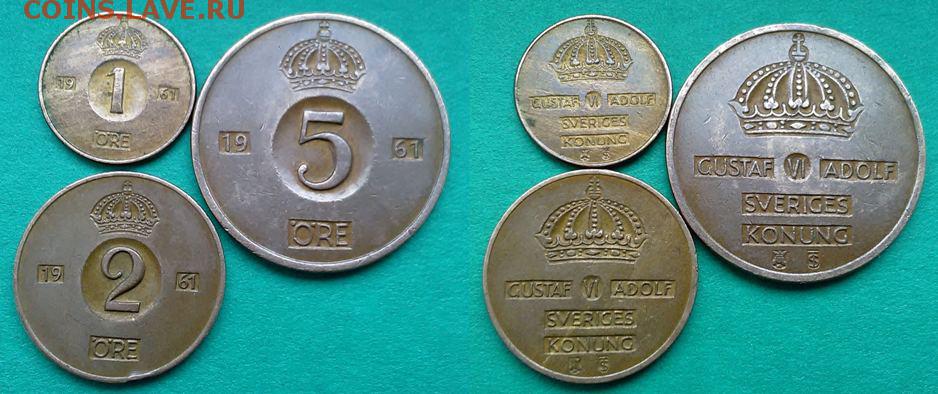 COINS.LAVE.RU
1
19 61
ÖRE
5
19 61
ÖRE
2
19 61
ÖRE
GUSTAF VI ADOLF
SVERIGES
KONUNG
GUSTAF VI ADOLF
SVERIGES
KONUNG
GUSTAF VI ADOLF
SVERIGES
KONUNG